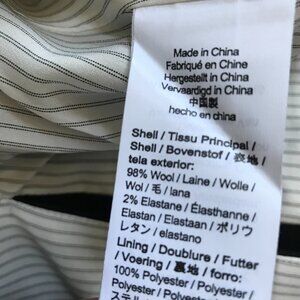 Made in China
Fabriqué en Chine
Hergestellt in China
Vervaardigd in China
中国製
hecho en china
Shell / Tissu Principal /
Shell / Bovenstof / 表地 /
tela exterior:
98% Wool / Laine / Wolle /
Wol / 毛 / lana
2% Elastane / Élasthanne /
Elastan / Elastaan / ポリウ
レタン / elastano
Lining / Doublure / Futter
/ Voering / 裏地 / forro:
100% Polyester / Polyester /
Polyester / Polyester /